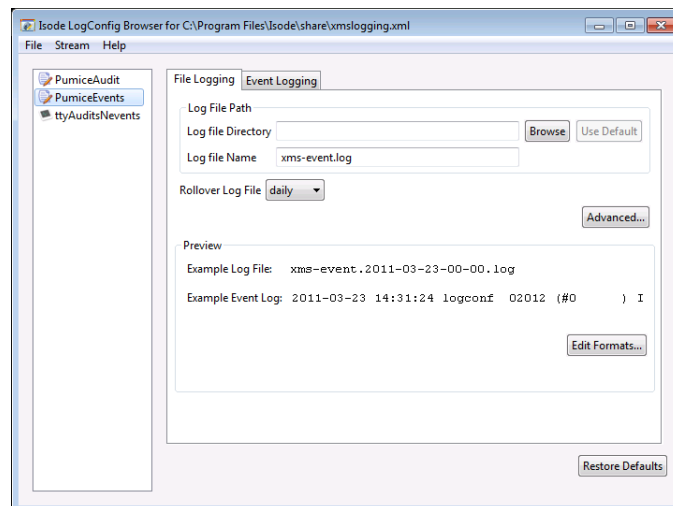 Isode LogConfig Browser for C:\Program Files\Isode\share\xmslogging.xml
File Stream Help
PumiceAudit
PumiceEvents
ttyAuditsNevents
File Logging Event Logging
Log File Path
Log file Directory Browse Use Default
Log file Name xms-event.log
Rollover Log File daily
Advanced...
Preview
Example Log File: xms-event.2011-03-23-00-00.log
Example Event Log: 2011-03-23 14:31:24 logconf 02012 (#0 ) I
Edit Formats...
Restore Defaults